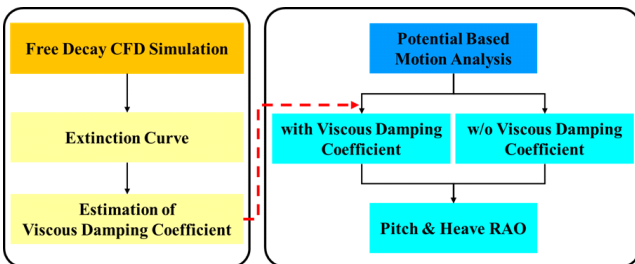 Free Decay CFD Simulation
Extinction Curve
Estimation of
Viscous Damping Coefficient
Potential Based
Motion Analysis
with Viscous Damping
Coefficient
w/o Viscous Damping
Coefficient
Pitch & Heave RAO